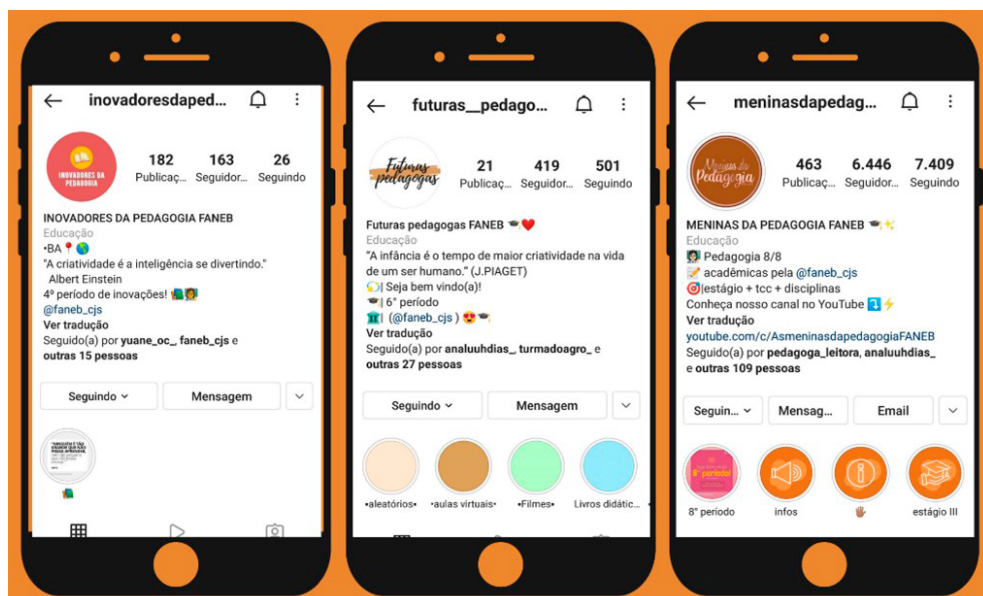 inovadoresdaped...
INOVADORES DA
PEDAGOGIA
182 163 26
Publicaç... Seguidor... Seguindo
INOVADORES DA PEDAGOGIA FANEB
Educação
•BA📍🌎
"A criatividade é a inteligência se divertindo."
Albert Einstein
4º período de inovações! 📚👩‍🏫
@faneb_cjs
Ver tradução
Seguido(a) por yuane_oc_, faneb_cjs e
outras 15 pessoas
Seguindo Mensagem
futuras__pedago...
Futuras
pedagogas
21 419 501
Publicaç... Seguidor... Seguindo
Futuras pedagogas FANEB 🎓❤️
Educação
"A infância é o tempo de maior criatividade na vida
de um ser humano." (J.PIAGET)
💫| Seja bem vindo(a)!
🎓| 6° período
🏛| (@faneb_cjs ) 😍🎓
Ver tradução
Seguido(a) por analuuhdias_, turmadoagro_ e
outras 27 pessoas
Seguindo Mensagem
•aleatórios• •aulas virtuais• •Filmes• Livros didátic...
meninasdapedag...
Meninas da
Pedagogia
463 6.446 7.409
Publicaç... Seguidor... Seguindo
MENINAS DA PEDAGOGIA FANEB 🎓✨
Educação
👩‍🏫 Pedagogia 8/8
📝 acadêmicas pela @faneb_cjs
🎯|estágio + tcc + disciplinas
Conheça nosso canal no YouTube ⤵️⚡
Ver tradução
youtube.com/c/AsmeninasdapedagogiaFANEB
Seguido(a) por pedagoga_leitora, analuuhdias_
e outras 109 pessoas
Seguin... Mensag... Email
8° período!
8° período infos 🖐🏽 estágio III